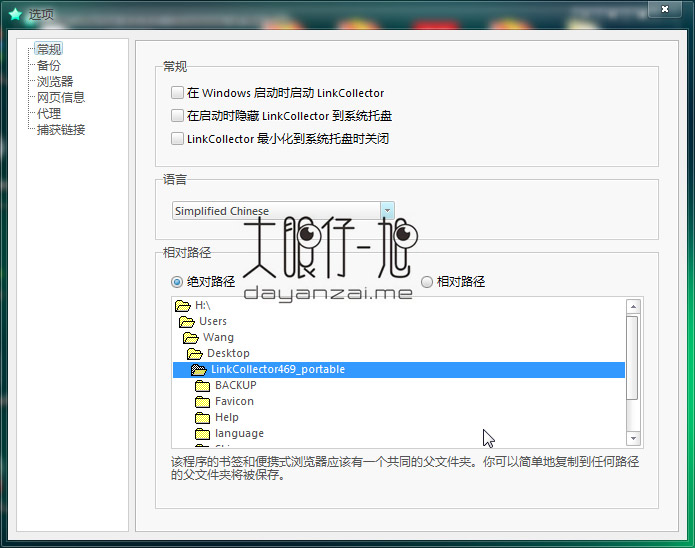 选项
常规
备份
浏览器
网页信息
代理
捕获链接
常规
在 Windows 启动时启动 LinkCollector
在启动时隐藏 LinkCollector 到系统托盘
LinkCollector 最小化到系统托盘时关闭
语言
Simplified Chinese
大眼仔~旭
dayanzai.me
相对路径
绝对路径
相对路径
H:\
Users
Wang
Desktop
LinkCollector469_portable
BACKUP
Favicon
Help
language
该程序的书签和便携式浏览器应该有一个共同的父文件夹。你可以简单地复制到任何路径
的父文件夹将被保存。